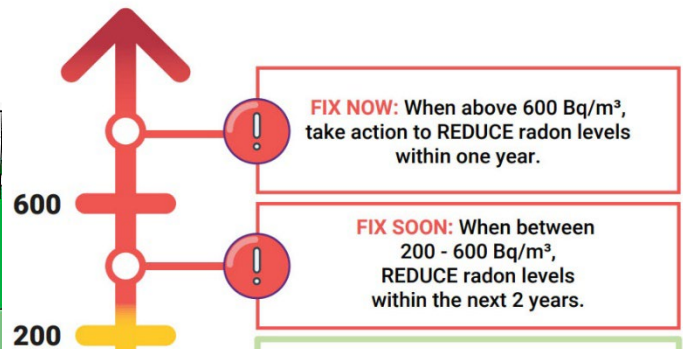 FIX NOW: When above 600 Bq/m³,
take action to REDUCE radon levels
within one year.
600
FIX SOON: When between
200 - 600 Bq/m³,
REDUCE radon levels
within the next 2 years.
200